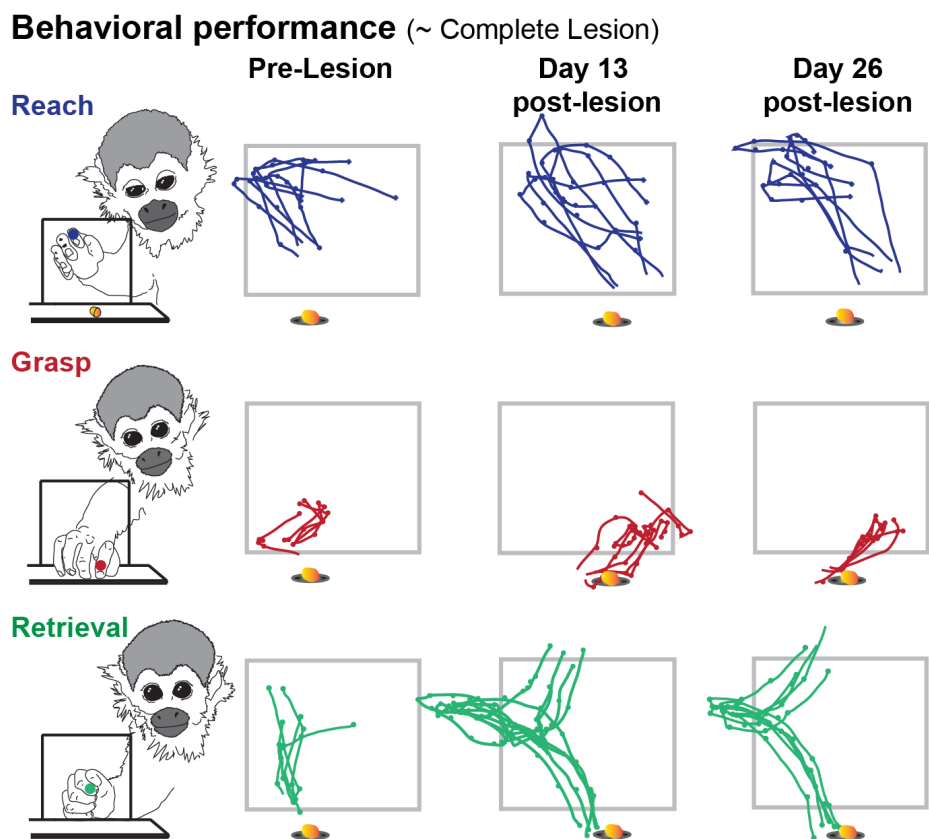 Behavioral performance (~ Complete Lesion)
Pre-Lesion
Day 13
post-lesion
Day 26
post-lesion
Reach
Grasp
Retrieval